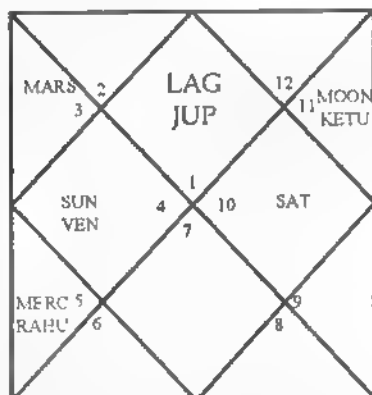 LAG
JUP
MARS
2
3
12
11
MOON
KETU
1
4
10
7
SUN
VEN
SAT
MERC
RAHU
5
6
9
8